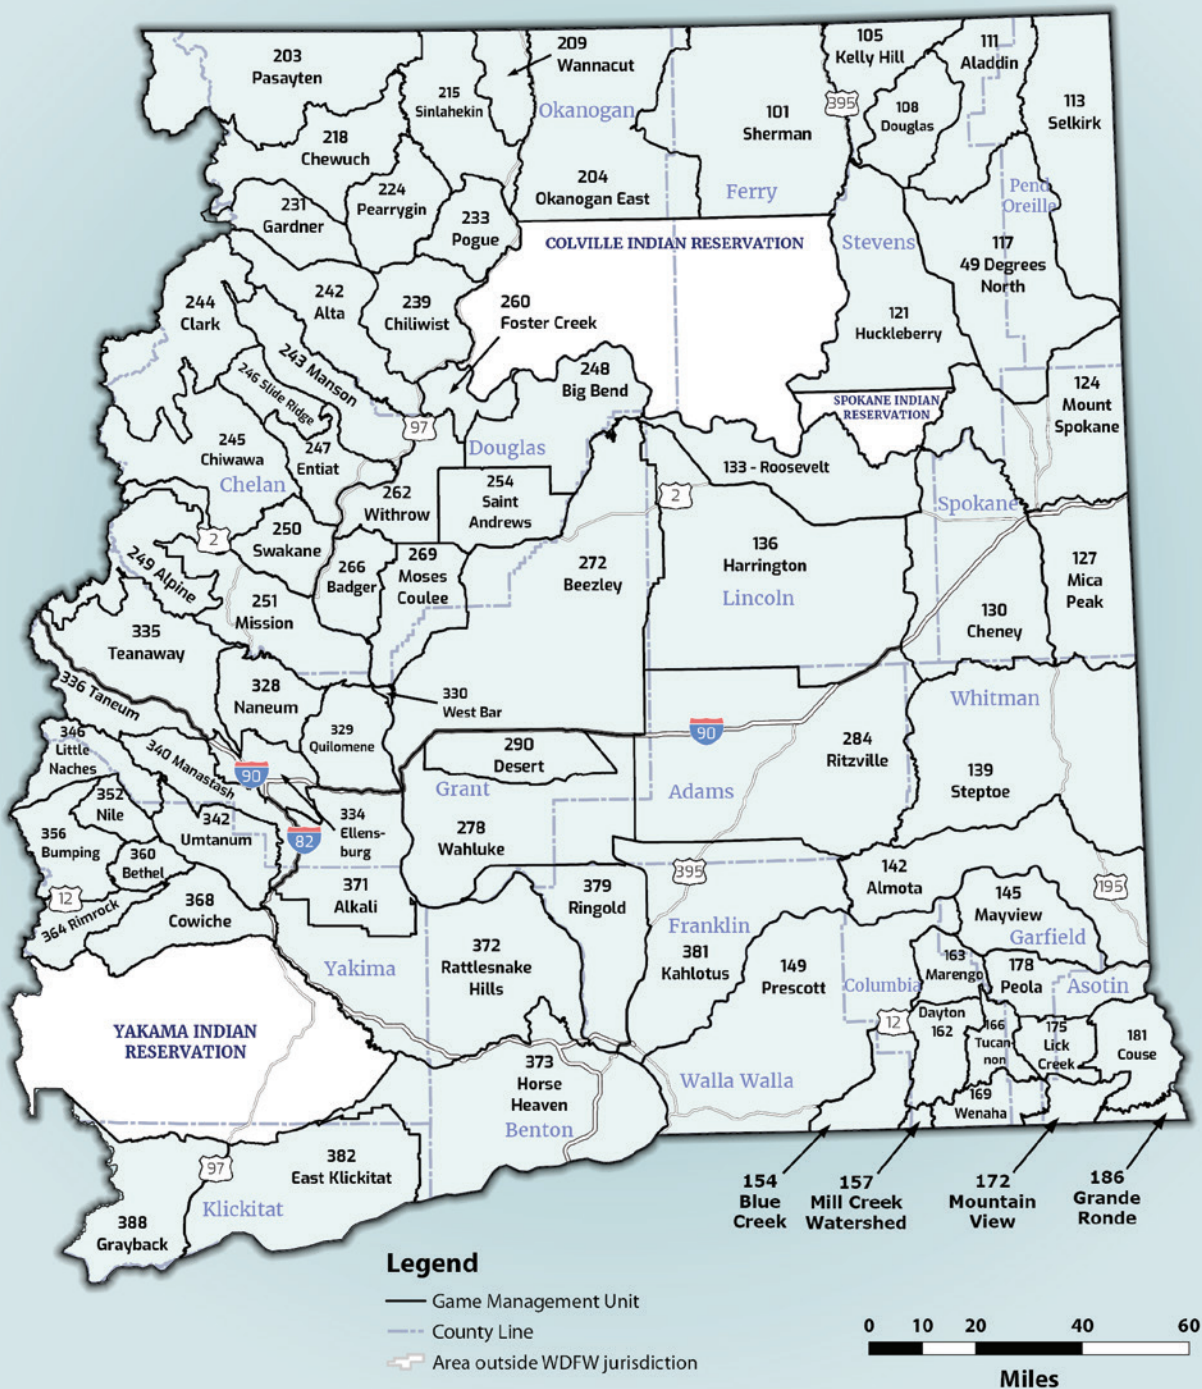 203
Pasayten
209
Wannacut
215
Sinlahekin
Okanogan
105
Kelly Hill
111
Aladdin
395
108
Douglas
113
Selkirk
101
Sherman
218
Chewuch
204
Okanogan East
Ferry
Pend
Oreille
224
Pearrygin
231
Gardner
233
Pogue
COLVILLE INDIAN RESERVATION
Stevens
117
49 Degrees
North
244
Clark
242
Alta
239
Chiliwist
260
Foster Creek
121
Huckleberry
243 Manson
246 Slide Ridge
248
Big Bend
SPOKANE INDIAN
RESERVATION
124
Mount
Spokane
97
245
Chiwawa
247
Entiat
Douglas
Chelan
133 - Roosevelt
262
Withrow
254
Saint
Andrews
2
Spokane
2
250
Swakane
249 Alpine
266
Badger
269
Moses
Coulee
272
Beezley
136
Harrington
Lincoln
127
Mica
Peak
251
Mission
130
Cheney
335
Teanaway
336 Taneum
328
Naneum
330
West Bar
Whitman
346
Little
Naches
340 Manastash
329
Quilomene
90
290
Desert
90
284
Ritzville
139
Steptoe
352
Nile
Grant
Adams
342
Umtanum
334
Ellens-
burg
82
278
Wahluke
356
Bumping
360
Bethel
395
142
Almota
195
12
364 Rimrock
368
Cowiche
371
Alkali
379
Ringold
145
Mayview
Garfield
Franklin
372
Rattlesnake
Hills
381
Kahlotus
149
Prescott
163
Marengo
178
Peola
Yakima
Columbia
Asotin
YAKAMA INDIAN
RESERVATION
12
Dayton
162
166
Tucan
non
175
Lick
Creek
181
Couse
373
Horse
Heaven
Benton
Walla Walla
169
Wenaha
97
382
East Klickitat
Klickitat
388
Grayback
154
Blue
Creek
157
Mill Creek
Watershed
172
Mountain
View
186
Grande
Ronde
Legend
Game Management Unit
County Line
Area outside WDFW jurisdiction
0 10 20 40 60
Miles